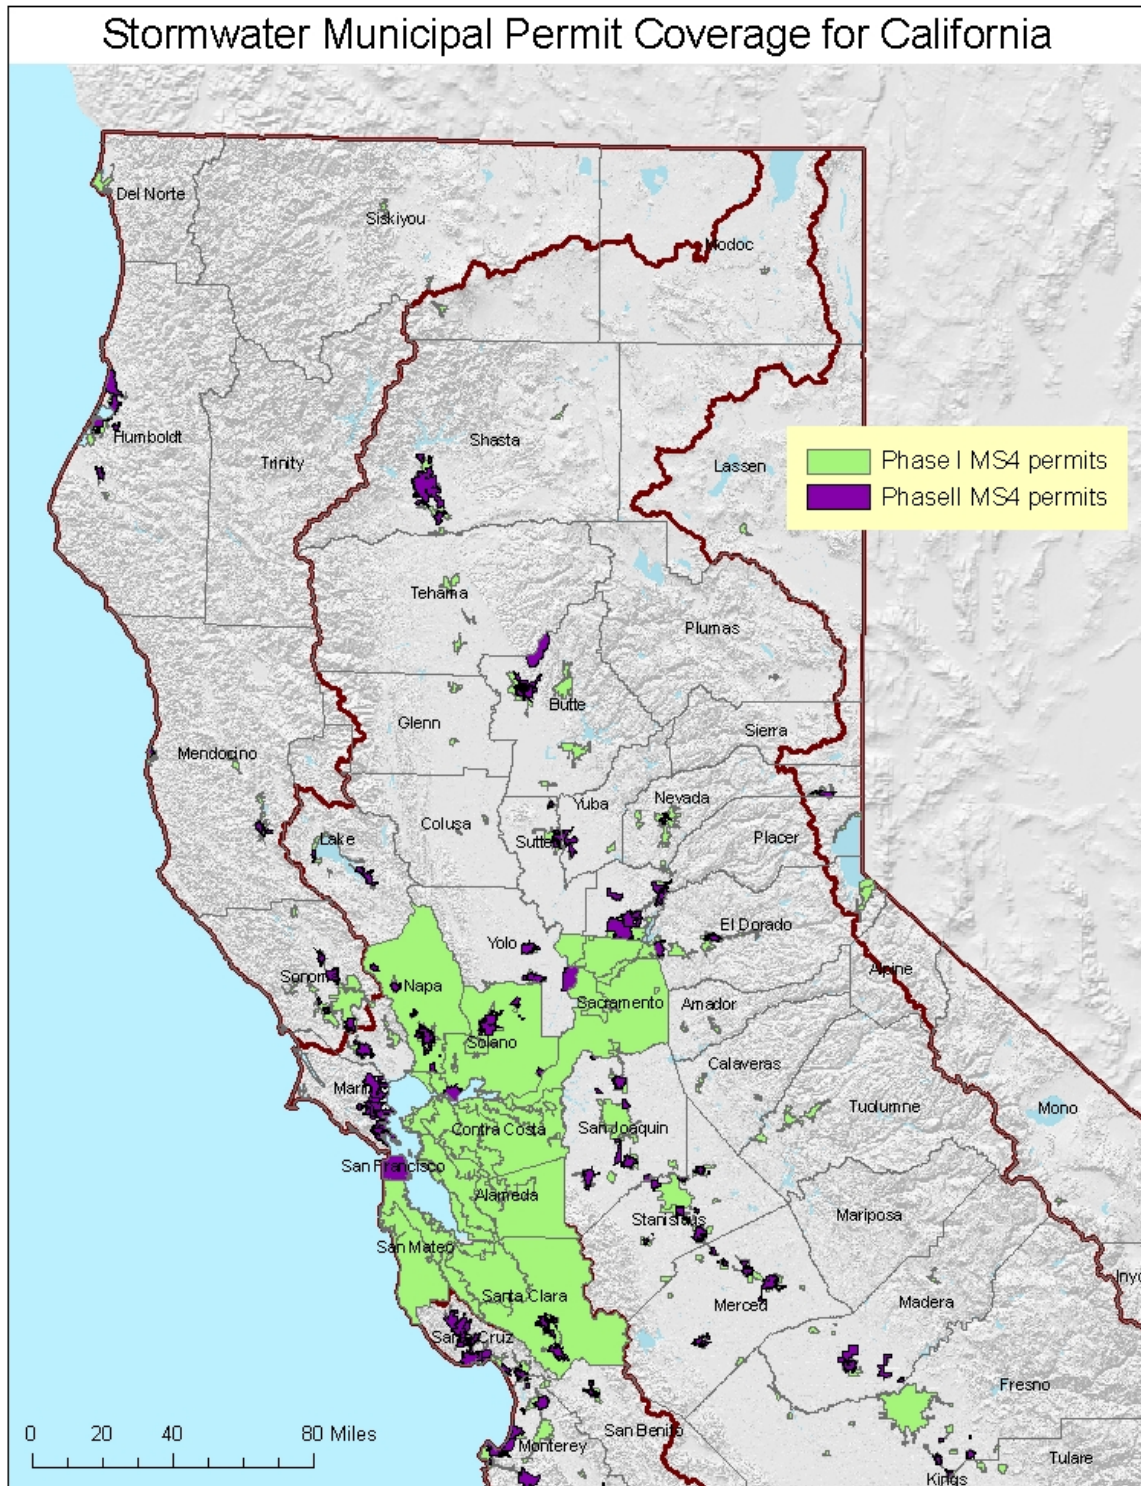 Stormwater Municipal Permit Coverage for California
Del Norte
Siskiyou
Modoc
Humboldt
Trinity
Shasta
Lassen
Phase I MS4 permits
PhaseII MS4 permits
Tehama
Plumas
Butte
Glenn
Sierra
Mendocino
Yuba
Nevada
Colusa
Placer
Lake
Sutter
El Dorado
Yolo
Sonoma
Napa
Alpine
Sacramento
Amador
Solano
Calaveras
Marin
Tuolumne
Mono
Contra Costa
San Joaquin
San Francisco
Alameda
Mariposa
Stanislaus
San Mateo
Inyo
Santa Clara
Madera
Merced
Santa Cruz
Fresno
San Benito
0 20 40 80 Miles
Monterey
Tulare
Kings